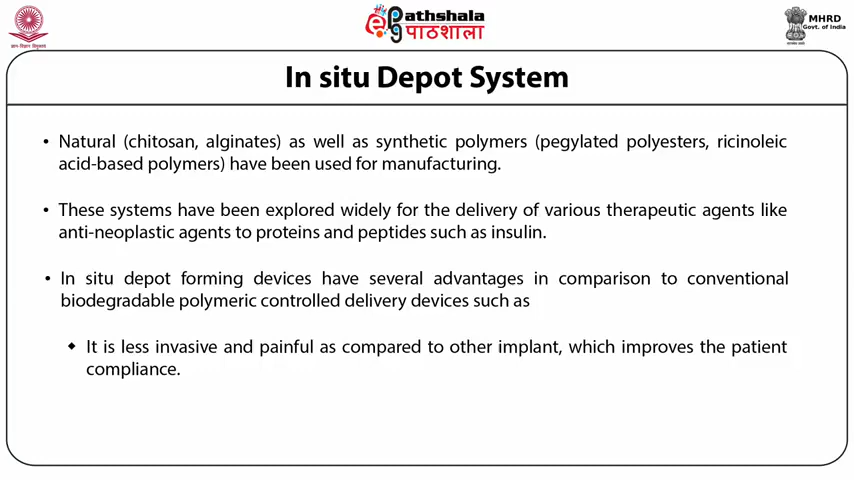 ePG Pathshala
पाठशाला
MHRD
Govt. of India
In situ Depot System
• Natural (chitosan, alginates) as well as synthetic polymers (pegylated polyesters, ricinoleic
acid-based polymers) have been used for manufacturing.
• These systems have been explored widely for the delivery of various therapeutic agents like
anti-neoplastic agents to proteins and peptides such as insulin.
• In situ depot forming devices have several advantages in comparison to conventional
biodegradable polymeric controlled delivery devices such as
◆ It is less invasive and painful as compared to other implant, which improves the patient
compliance.